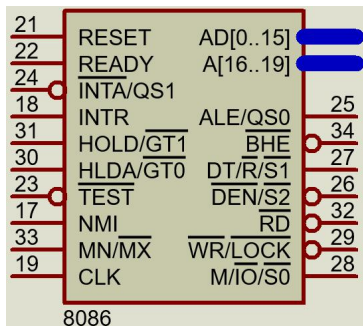 21 RESET AD[0..15]
22 READY A[16..19]
24 INTA/QS1
18 INTR ALE/QS0 25
31 HOLD/GT1 BHE 34
30 HLDA/GT0 DT/R/S1 27
23 TEST DEN/S2 26
17 NMI RD 32
33 MN/MX WR/LOCK 29
19 CLK M/IO/S0 28
8086